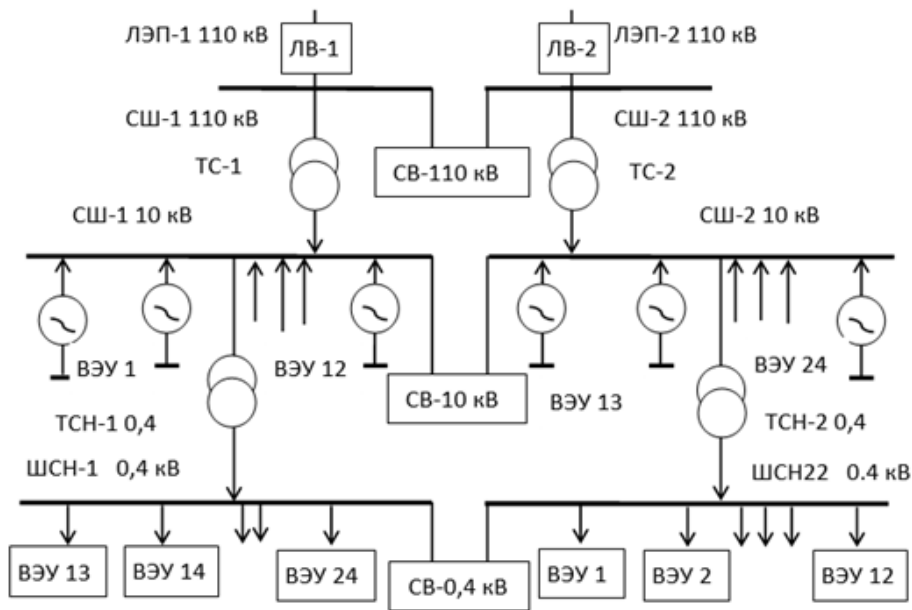 ЛЭП-1 110 кВ
ЛВ-1
ЛВ-2
ЛЭП-2 110 кВ
СШ-1 110 кВ
СШ-2 110 кВ
ТС-1
СВ-110 кВ
ТС-2
СШ-1 10 кВ
СШ-2 10 кВ
ВЭУ 1
ВЭУ 12
ВЭУ 24
СВ-10 кВ
ВЭУ 13
ТСН-1 0,4
ТСН-2 0,4
ШСН-1 0,4 кВ
ШСН22 0.4 кВ
ВЭУ 13
ВЭУ 14
ВЭУ 24
СВ-0,4 кВ
ВЭУ 1
ВЭУ 2
ВЭУ 12